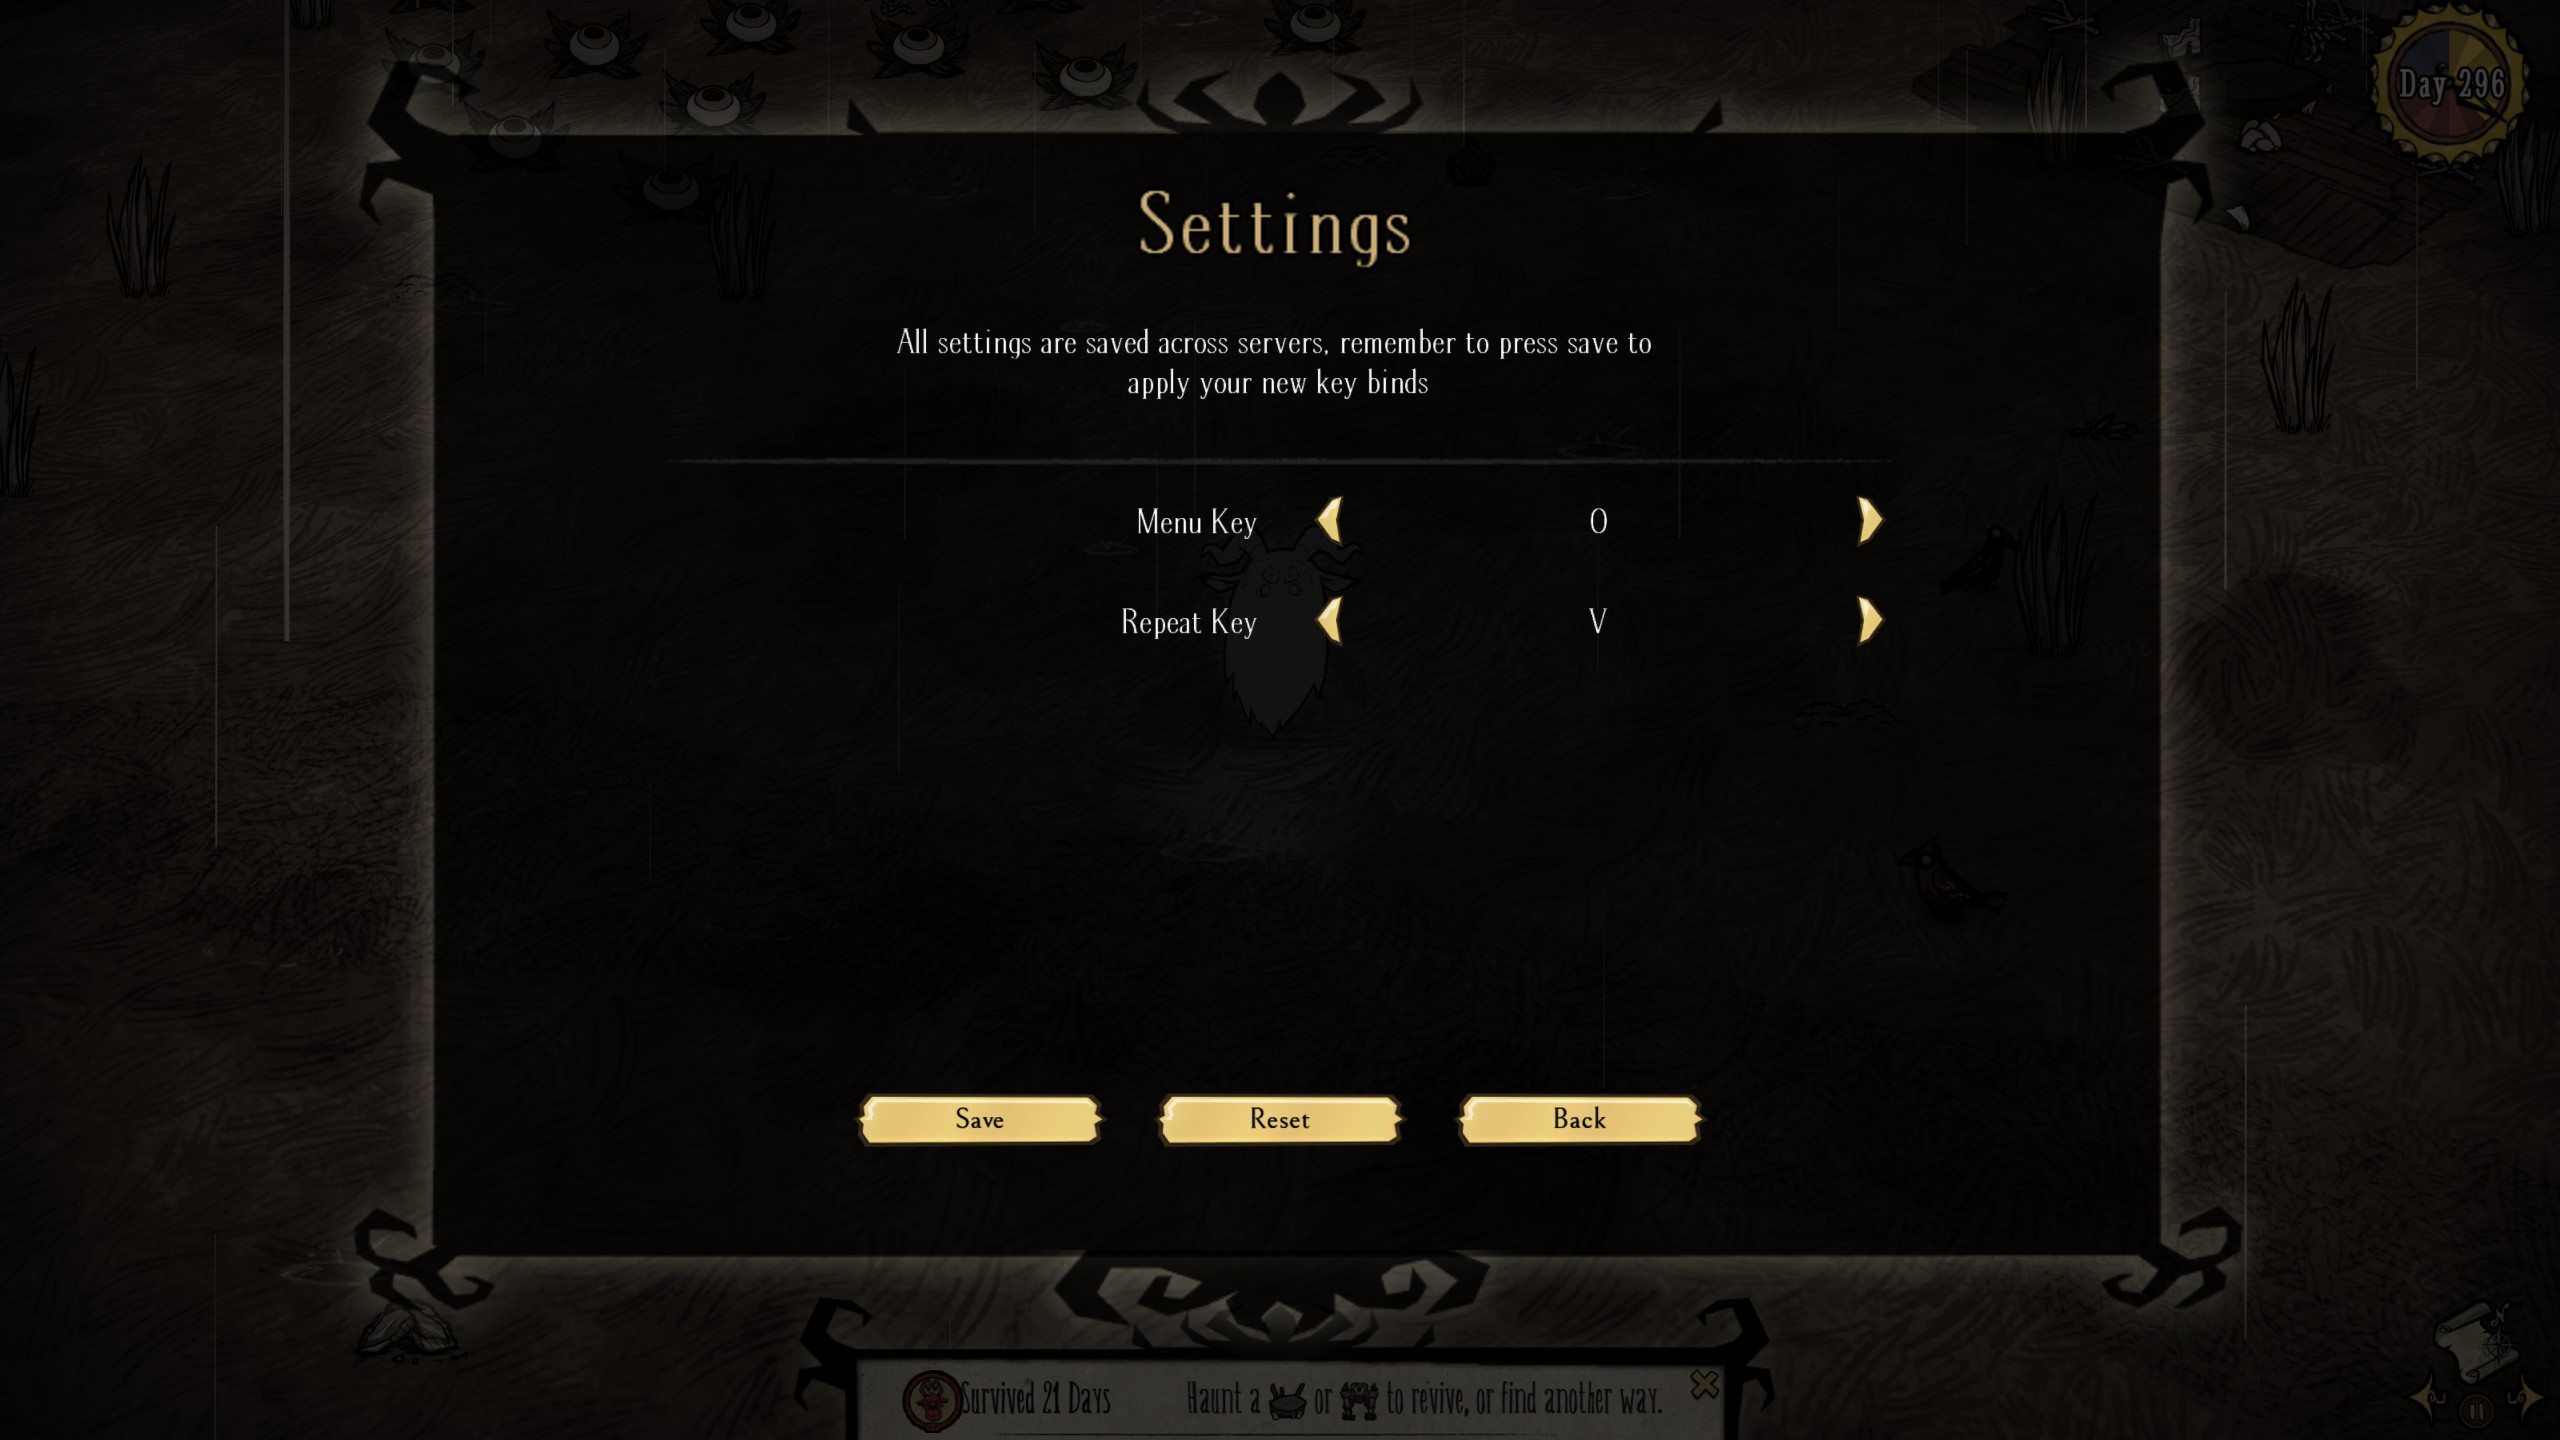 Day 296
Settings
All settings are saved across servers, remember to press save to
apply your new key binds
Menu Key O
Repeat Key V
Save Reset Back
Survived 21 Days Haunt a or to revive, or find another way.